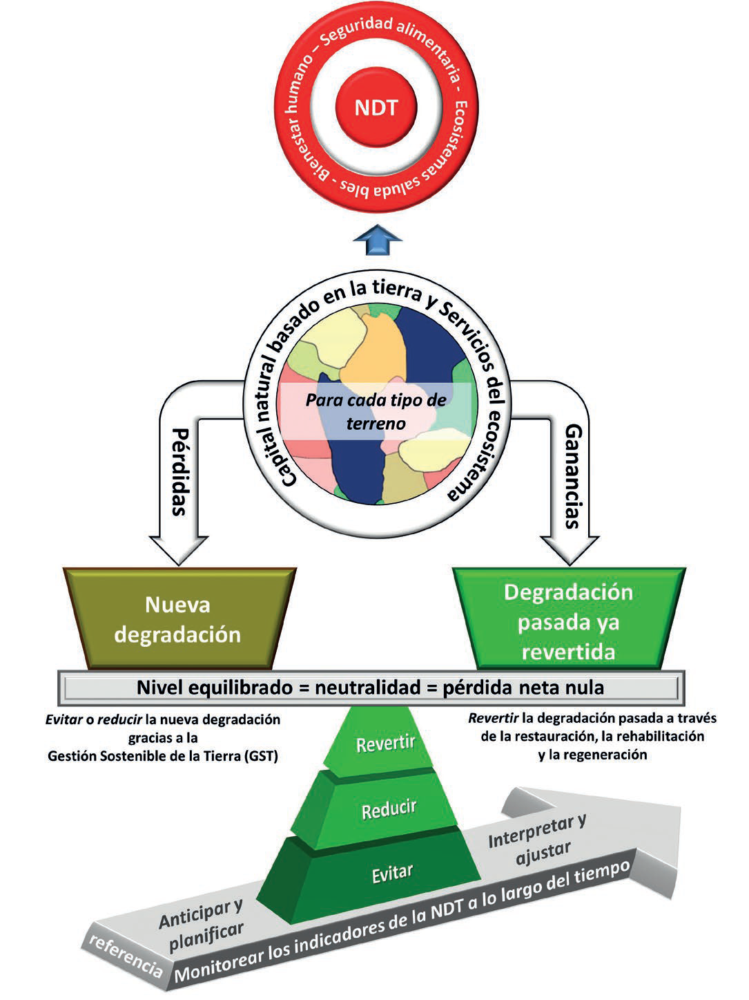 Bienestar humano – Seguridad alimentaria - Ecosistemas saluda bles -
NDT
Capital natural basado en la tierra y Servicios del ecosistema
Para cada tipo de
terreno
Pérdidas
Ganancias
Nueva
degradación
Degradación
pasada ya
revertida
Nivel equilibrado = neutralidad = pérdida neta nula
Evitar o reducir la nueva degradación
gracias a la
Gestión Sostenible de la Tierra (GST)
Revertir la degradación pasada a través
de la restauración, la rehabilitación
y la regeneración
Revertir
Reducir
Evitar
Interpretar y
ajustar
Anticipar y
planificar
referencia
Monitorear los indicadores de la NDT a lo largo del tiempo